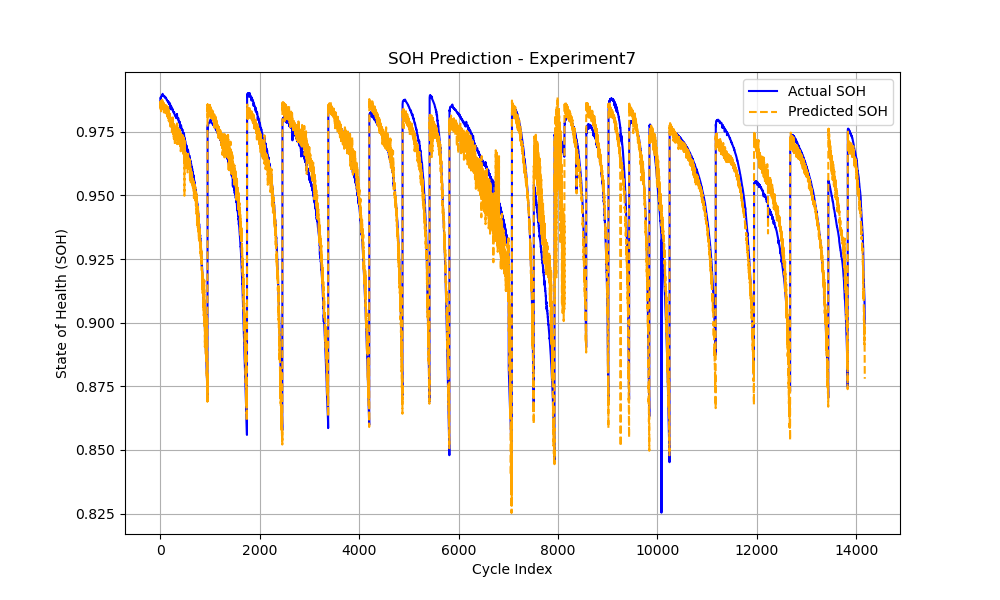 SOH Prediction - Experiment7
Actual SOH
Predicted SOH
State of Health (SOH)
0.975
0.950
0.925
0.900
0.875
0.850
0.825
0 2000 4000 6000 8000 10000 12000 14000
Cycle Index